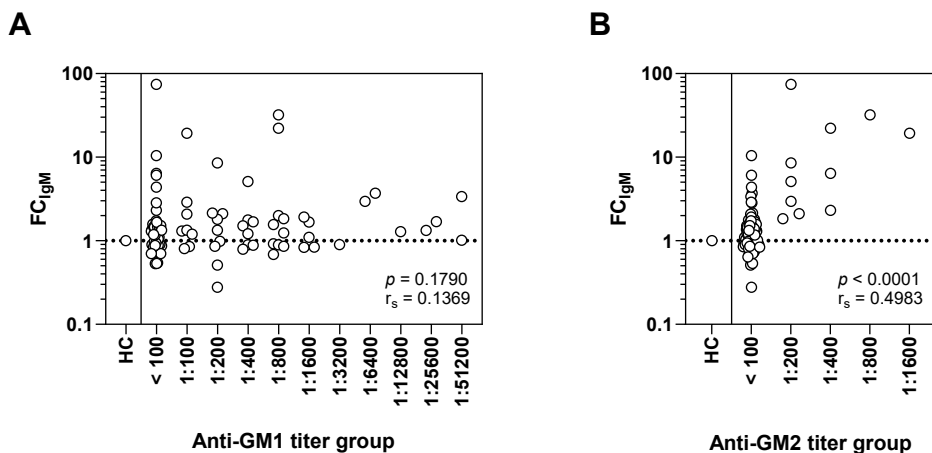 A
FC_IgM
100
10
1
0.1
p = 0.1790
r_s = 0.1369
HC
< 100
1:100
1:200
1:400
1:800
1:1600
1:3200
1:6400
1:12800
1:25600
1:51200
Anti-GM1 titer group
B
FC_IgM
100
10
1
0.1
p < 0.0001
r_s = 0.4983
HC
< 100
1:200
1:400
1:800
1:1600
Anti-GM2 titer group